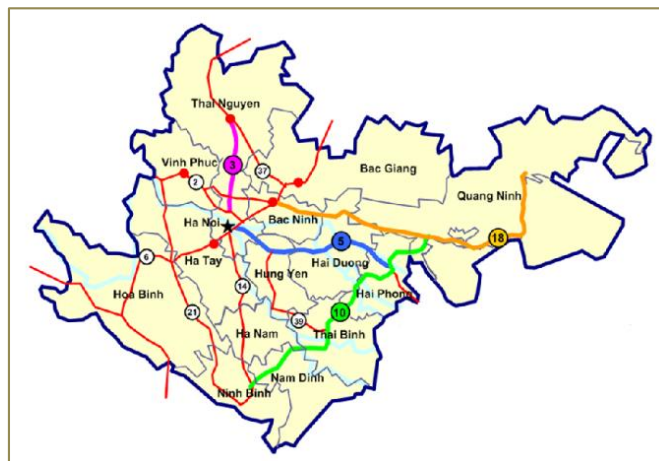 Thai Nguyen
Vinh Phuc
3
37
2
Bac Giang
Quang Ninh
Ha Noi
Bac Ninh
18
5
Ha Tay
6
Hung Yen
Hai Duong
Hoa Binh
14
Hai Phong
21
39
10
Ha Nam
Thai Binh
Nam Dinh
Ninh Binh